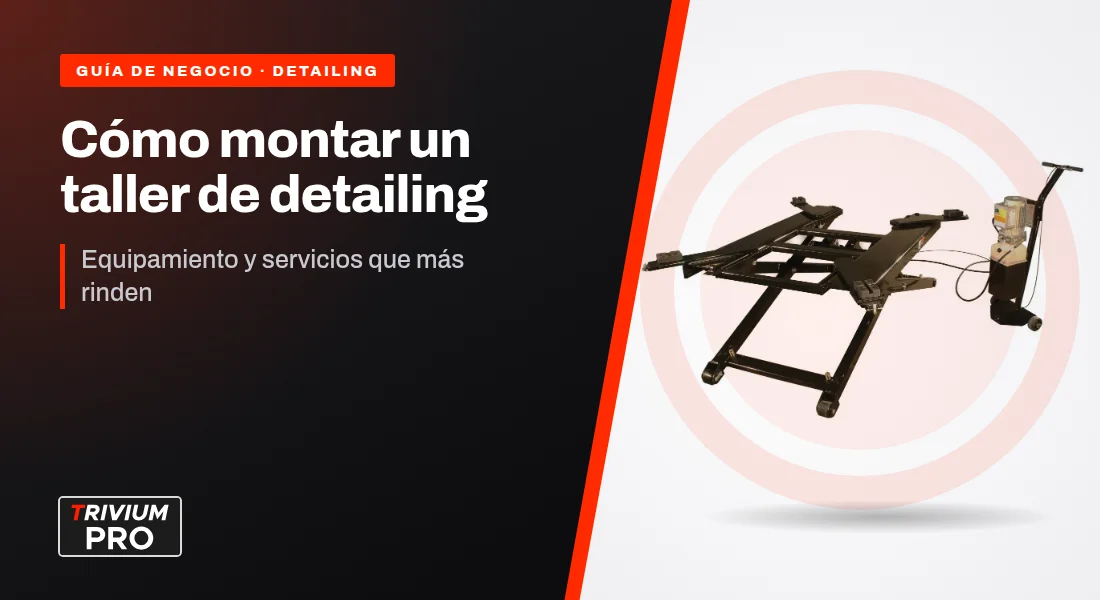 GUÍA DE NEGOCIO · DETAILING
Cómo montar un
taller de detailing
Equipamiento y servicios que más
rinden
TRIVIUM
PRO